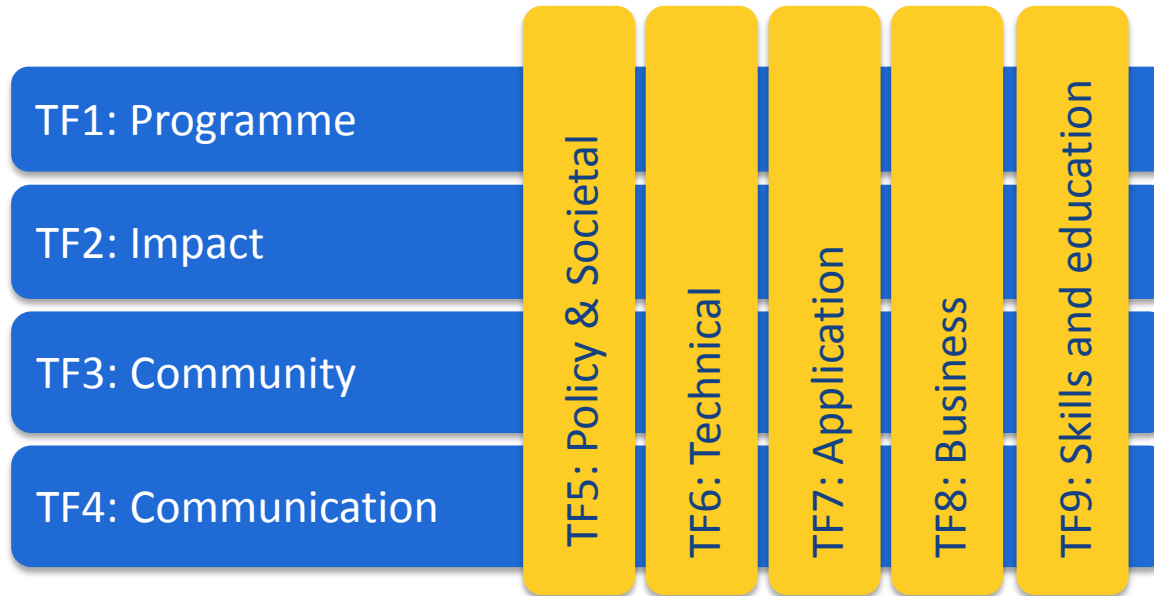 TF1: Programme
TF2: Impact
TF3: Community
TF4: Communication
TF5: Policy & Societal
TF6: Technical
TF7: Application
TF8: Business
TF9: Skills and education